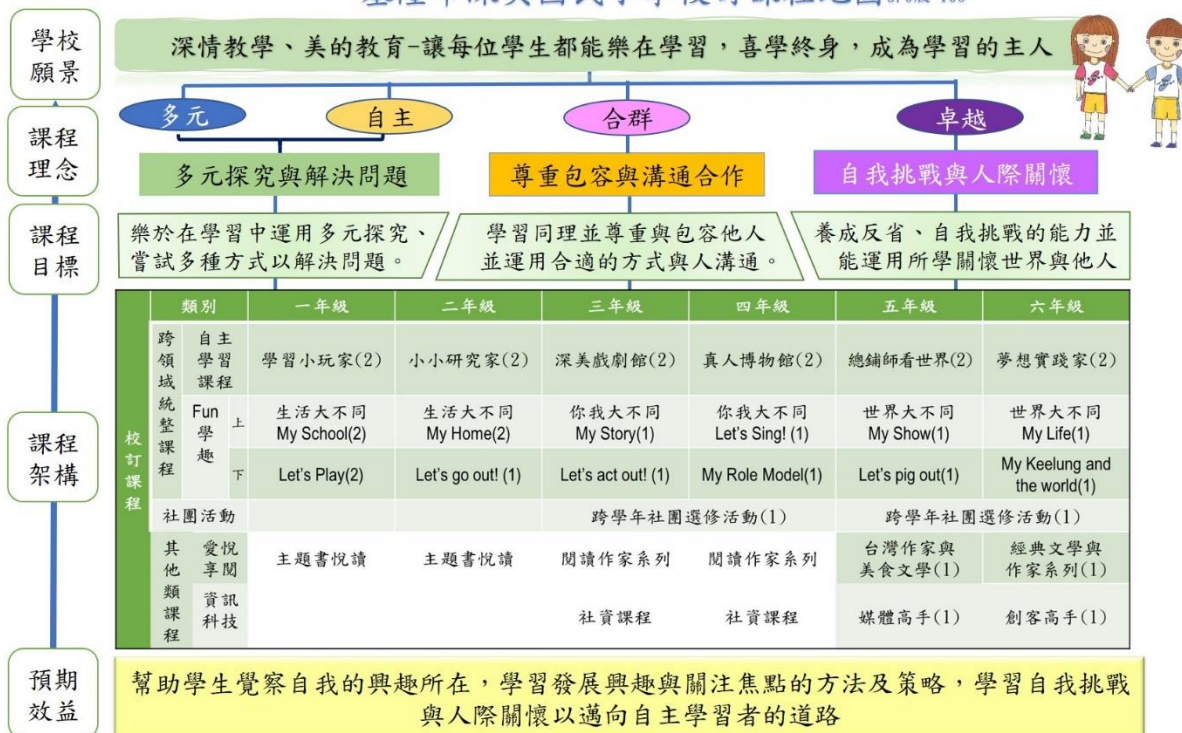 學校
願景
深情教學、美的教育-讓每位學生都能樂在學習，喜學終身，成為學習的主人
課程
理念
多元
自主
合群
卓越
多元探究與解決問題
尊重包容與溝通合作
自我挑戰與人際關懷
課程
目標
樂於在學習中運用多元探究、
嘗試多種方式以解決問題。
學習同理並尊重與包容他人
並運用合適的方式與人溝通。
養成反省、自我挑戰的能力並
能運用所學關懷世界與他人
課程
架構
校訂課程
類別
一年級
二年級
三年級
四年級
五年級
六年級
跨領域統整課程
自主
學習
課程
學習小玩家(2)
小小研究家(2)
深美戲劇館(2)
真人博物館(2)
總鋪師看世界(2)
夢想實踐家(2)
Fun
學
趣
上
生活大不同
My School(2)
生活大不同
My Home(2)
你我大不同
My Story(1)
你我大不同
Let's Sing! (1)
世界大不同
My Show(1)
世界大不同
My Life(1)
下
Let's Play(2)
Let's go out! (1)
Let's act out! (1)
My Role Model(1)
Let's pig out(1)
My Keelung and
the world(1)
社團活動
跨學年社團選修活動(1)
跨學年社團選修活動(1)
其他類課程
愛悅
享閱
主題書悅讀
主題書悅讀
閱讀作家系列
閱讀作家系列
台灣作家與
美食文學(1)
經典文學與
作家系列(1)
資訊
科技
社資課程
社資課程
媒體高手(1)
創客高手(1)
預期
效益
幫助學生覺察自我的興趣所在，學習發展興趣與關注焦點的方法及策略，學習自我挑戰
與人際關懷以邁向自主學習者的道路